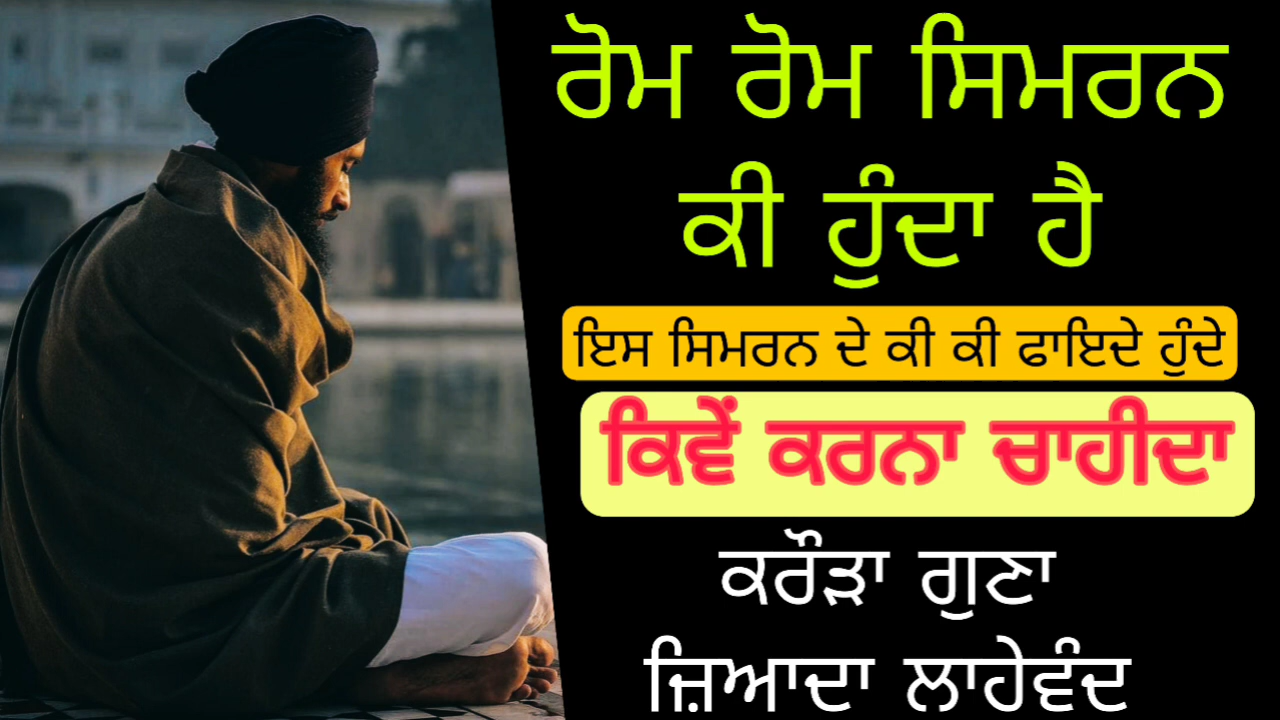 ਰੋਮ ਰੋਮ ਸਿਮਰਨ
ਕੀ ਹੁੰਦਾ ਹੈ
ਇਸ ਸਿਮਰਨ ਦੇ ਕੀ ਕੀ ਫਾਇਦੇ ਹੁੰਦੇ
ਕਿਵੇਂ ਕਰਨਾ ਚਾਹੀਦਾ
ਕਰੌੜਾ ਗੁਣਾ
ਜ਼ਿਆਦਾ ਲਾਹੇਵੰਦ